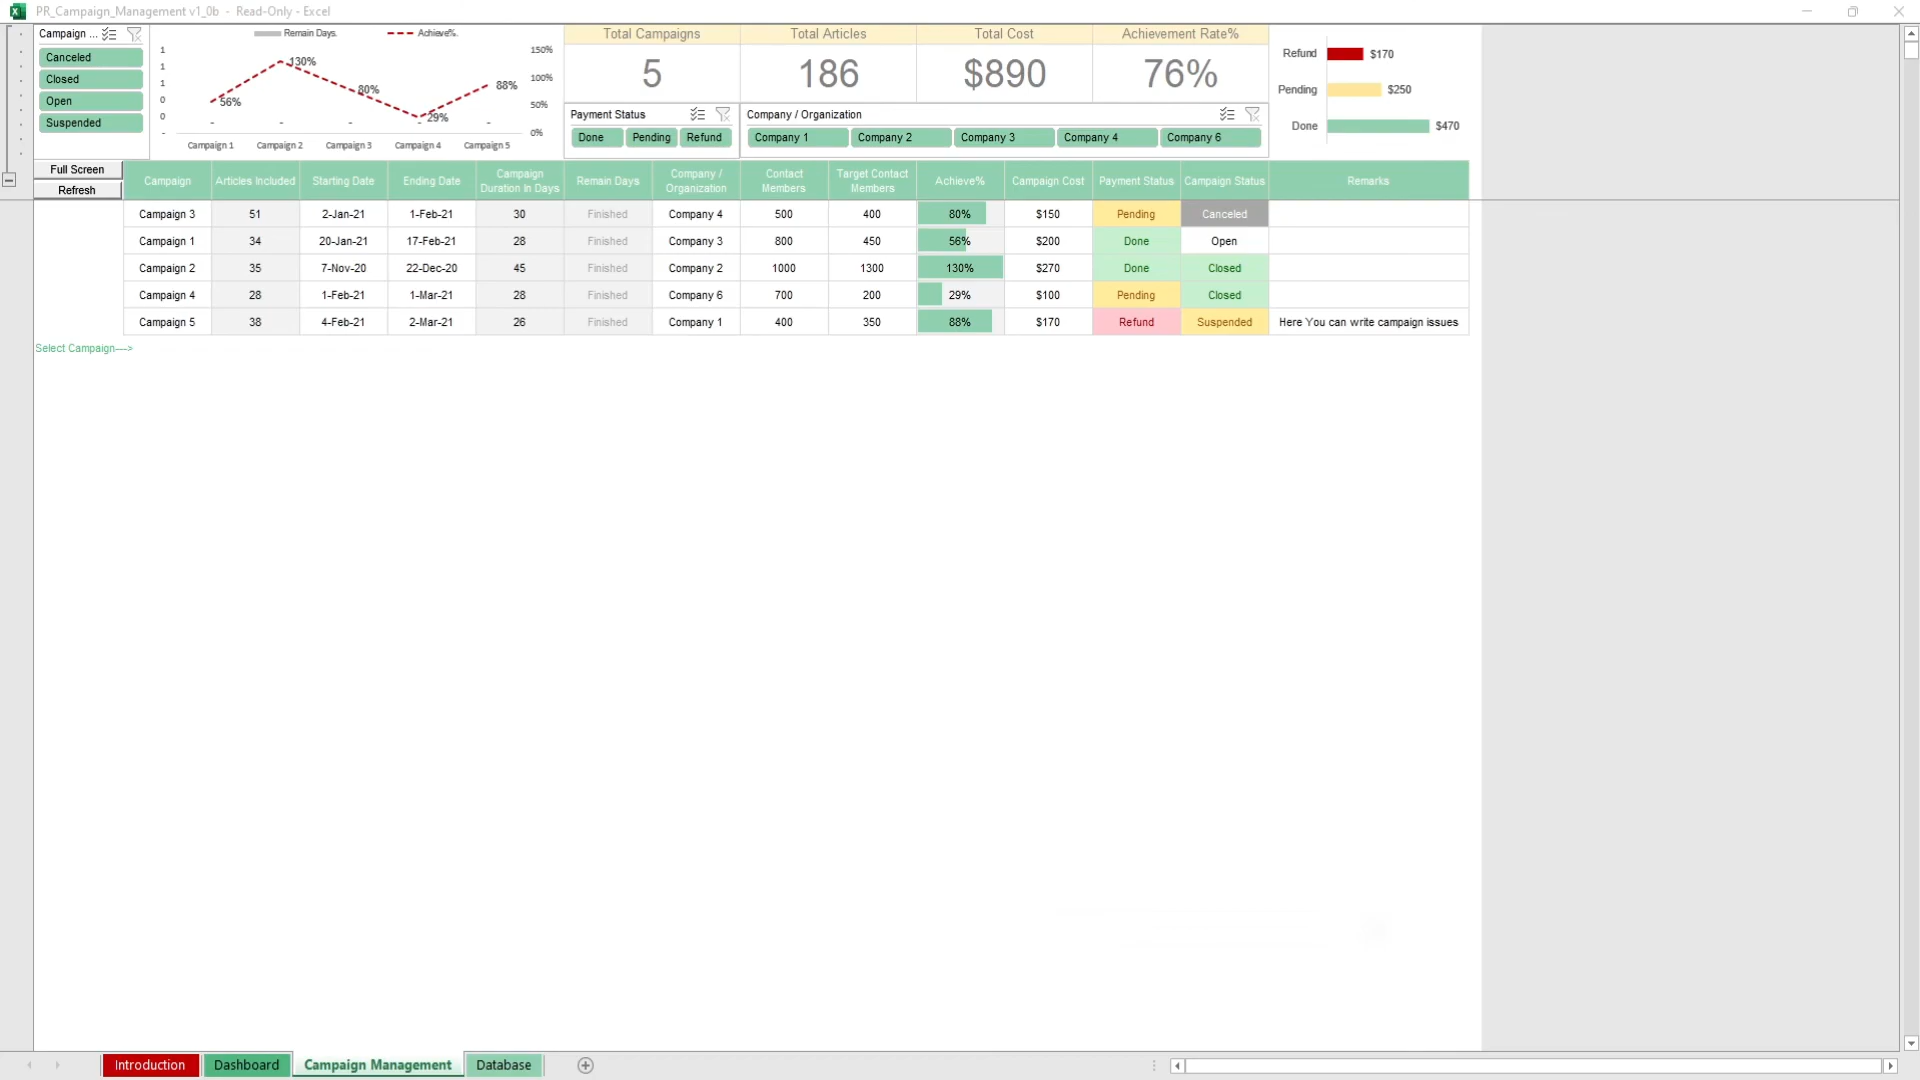 PR_Campaign_Management v1_0b - Read-Only - Excel
Campaign ...
Canceled
Closed
Open
Suspended
Remain Days.
Achieve%.
1
1
1
0
0
-
150%
100%
50%
0%
56%
130%
80%
29%
88%
- - - - -
Campaign 1 Campaign 2 Campaign 3 Campaign 4 Campaign 5
Total Campaigns Total Articles Total Cost Achievement Rate%
5 186 $890 76%
Payment Status
Done Pending Refund
Company / Organization
Company 1 Company 2 Company 3 Company 4 Company 6
Refund $170
Pending $250
Done $470
Full Screen
Refresh
Campaign Articles Included Starting Date Ending Date Campaign Duration In Days Remain Days Company / Organization Contact Members Target Contact Members Achieve% Campaign Cost Payment Status Campaign Status Remarks
Campaign 3 51 2-Jan-21 1-Feb-21 30 Finished Company 4 500 400 80% $150 Pending Canceled
Campaign 1 34 20-Jan-21 17-Feb-21 28 Finished Company 3 800 450 56% $200 Done Open
Campaign 2 35 7-Nov-20 22-Dec-20 45 Finished Company 2 1000 1300 130% $270 Done Closed
Campaign 4 28 1-Feb-21 1-Mar-21 28 Finished Company 6 700 200 29% $100 Pending Closed
Campaign 5 38 4-Feb-21 2-Mar-21 26 Finished Company 1 400 350 88% $170 Refund Suspended Here You can write campaign issues
Select Campaign---->
Introduction Dashboard Campaign Management Database